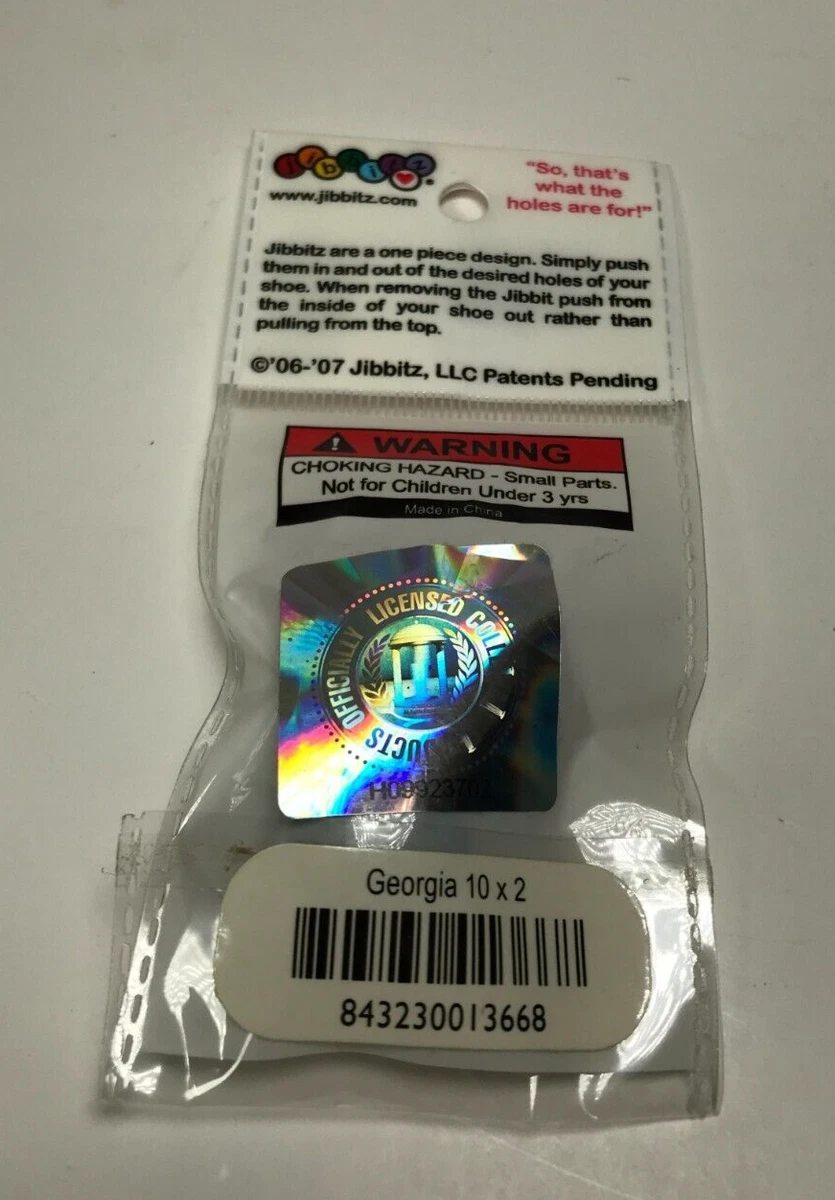 jibbitz
www.jibbitz.com
"So, that's
what the
holes are for!"
Jibbitz are a one piece design. Simply push
them in and out of the desired holes of your
shoe. When removing the Jibbit push from
the inside of your shoe out rather than
pulling from the top.
©'06-'07 Jibbitz, LLC Patents Pending
WARNING
CHOKING HAZARD - Small Parts.
Not for Children Under 3 yrs
Made in China
OFFICIALLY LICENSED
Georgia 10 x 2
843230013668